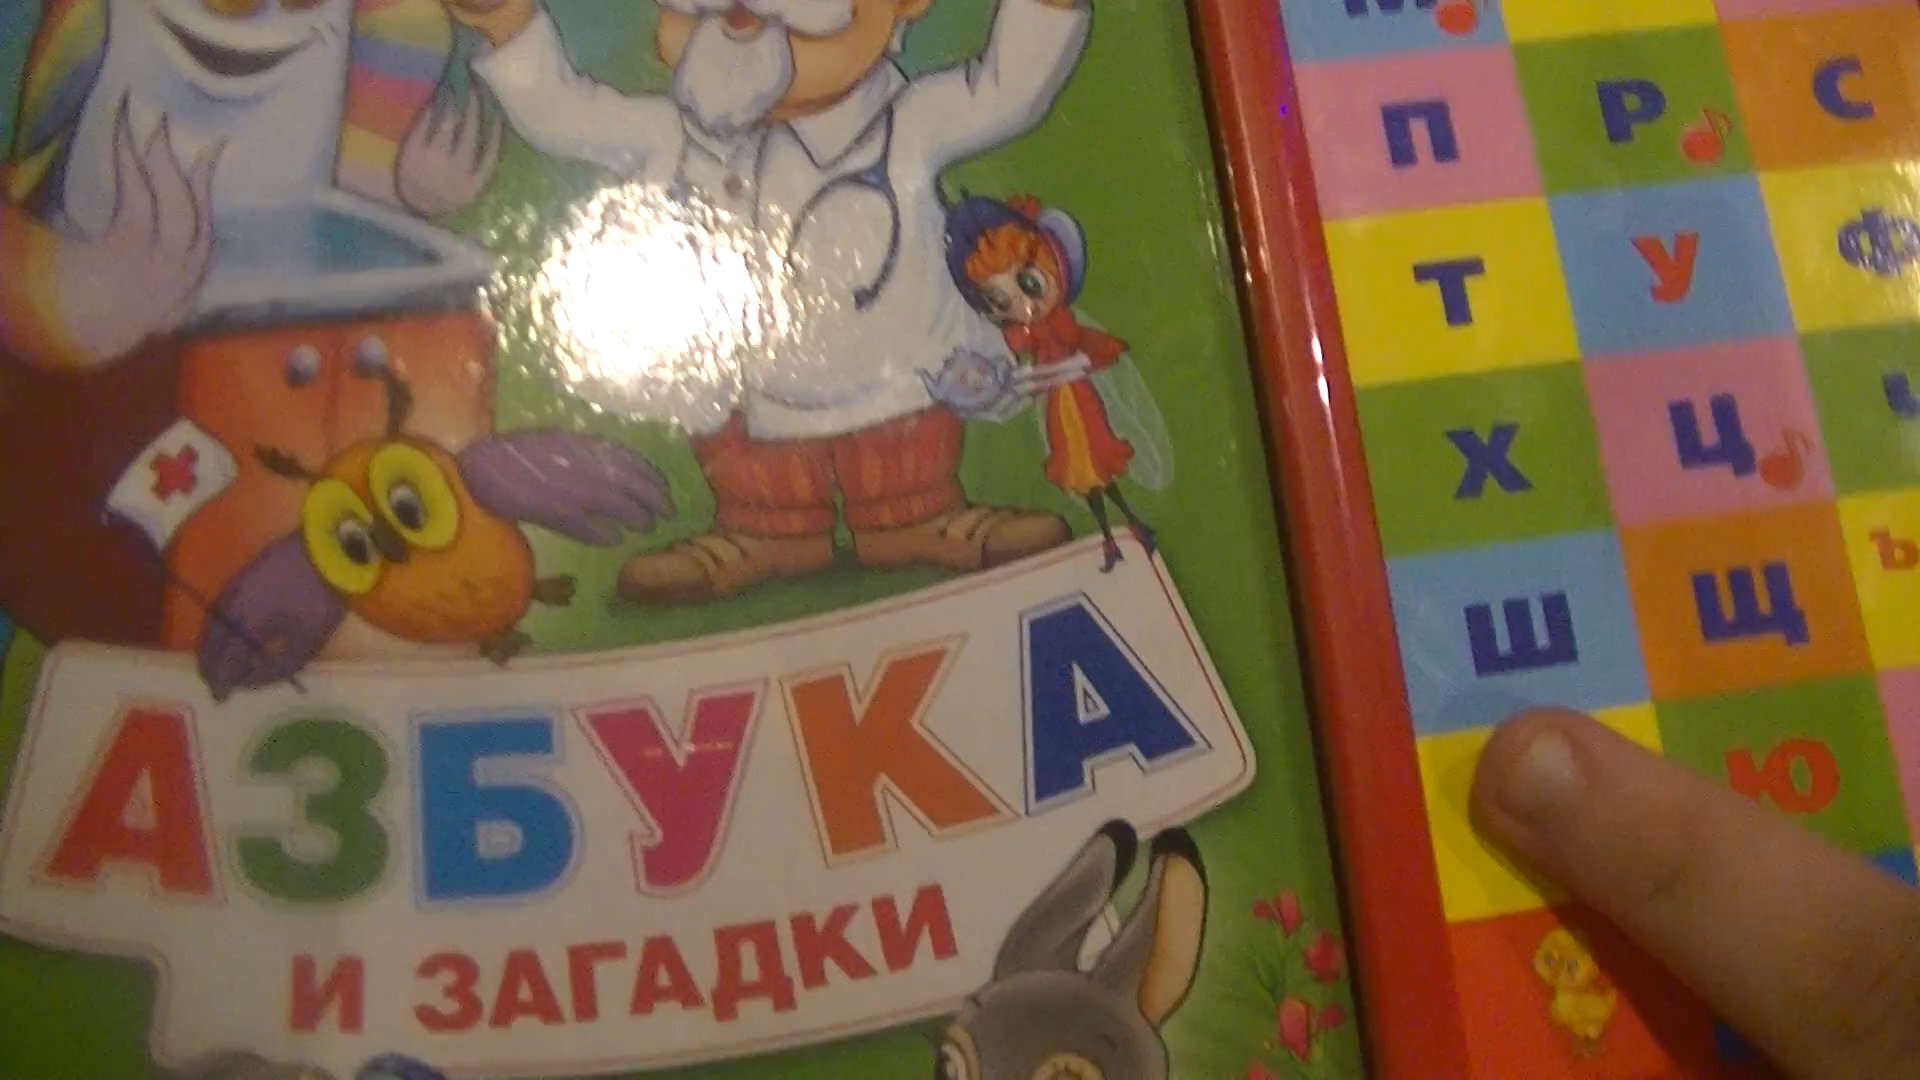 АЗБУКА
И ЗАГАДКИ
П Р С
Т У Ф
Х Ц
Ш Щ Ъ
Ю